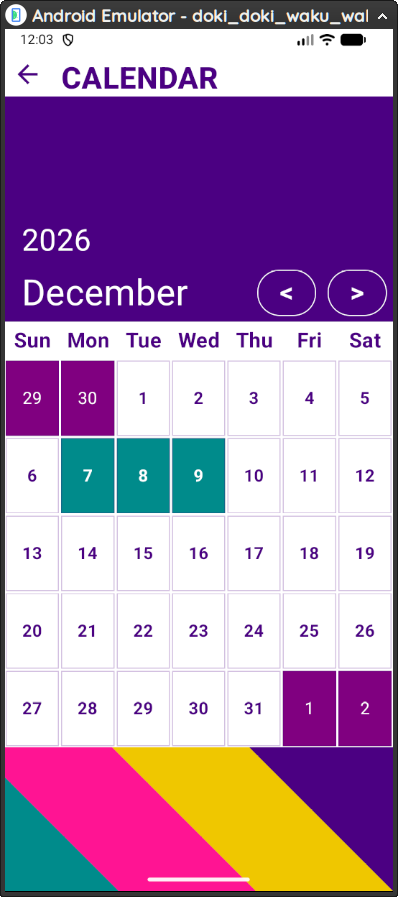 Android Emulator - doki_doki_waku_wa
12:03
CALENDAR
2026
December < >
Sun Mon Tue Wed Thu Fri Sat
29 30 1 2 3 4 5
6 7 8 9 10 11 12
13 14 15 16 17 18 19
20 21 22 23 24 25 26
27 28 29 30 31 1 2